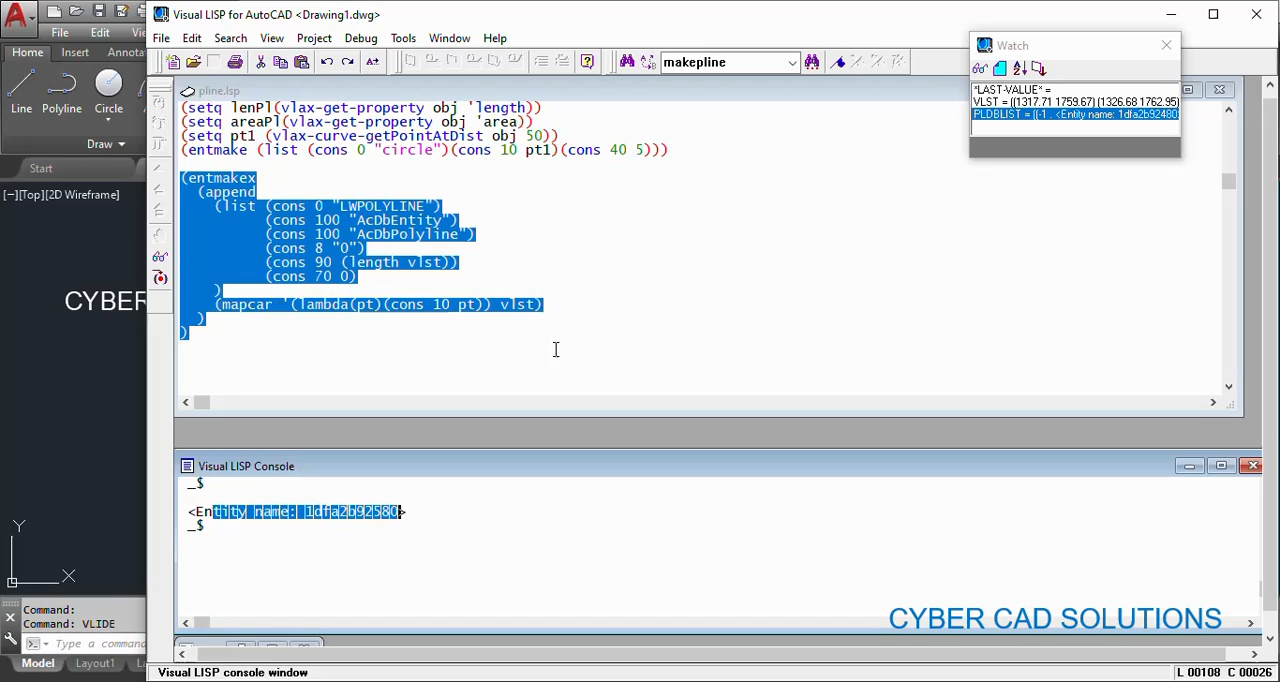 Visual LISP for AutoCAD <Drawing1.dwg>
File Edit
File Edit Search View Project Debug Tools Window Help
Home Insert Annota
makepline
Watch
*LAST-VALUE* =
VLST = ((1317.71 1759.67) (1326.68 1762.95)
PLDBLIST = ((-1 . <Entity name: 1dfa2b92480
Line Polyline Circle
Draw
Start
[−][Top][2D Wireframe]
CYBER
pline.lsp
(setq lenPl(vlax-get-property obj 'length))
(setq areaPl(vlax-get-property obj 'area))
(setq pt1 (vlax-curve-getPointAtDist obj 50))
(entmake (list (cons 0 "circle")(cons 10 pt1)(cons 40 5)))
(entmakex
(append
(list (cons 0 "LWPOLYLINE")
(cons 100 "AcDbEntity")
(cons 100 "AcDbPolyline")
(cons 8 "0")
(cons 90 (length vlst))
(cons 70 0)
)
(mapcar '(lambda(pt)(cons 10 pt)) vlst)
)
)
Visual LISP Console
_$
<Entity name: 1dfa2b92580>
_$
Y
X
Command:
Command: VLIDE
Type a comma
Model Layout1 La
CYBER CAD SOLUTIONS
Visual LISP console window
L 00108 C 00026